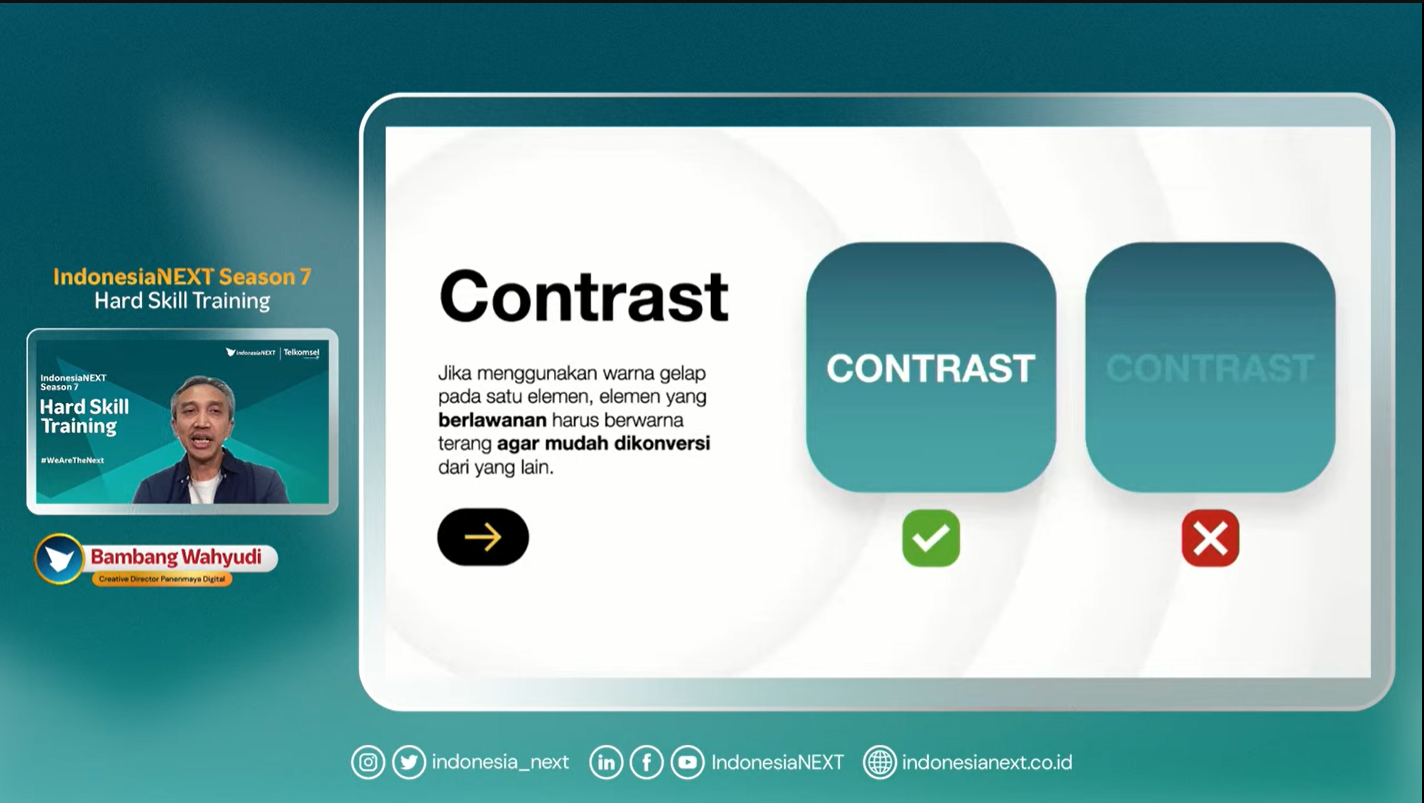 IndonesiaNEXT Season 7
Hard Skill Training
IndonesiaNEXT | Telkomsel
IndonesiaNEXT
Season 7
Hard Skill
Training
#WeAreTheNext
Bambang Wahyudi
Creative Director Panenmaya Digital
Contrast
Jika menggunakan warna gelap
pada satu elemen, elemen yang
berlawanan harus berwarna
terang agar mudah dikonversi
dari yang lain.
CONTRAST
CONTRAST
indonesia_next
IndonesiaNEXT
indonesianext.co.id